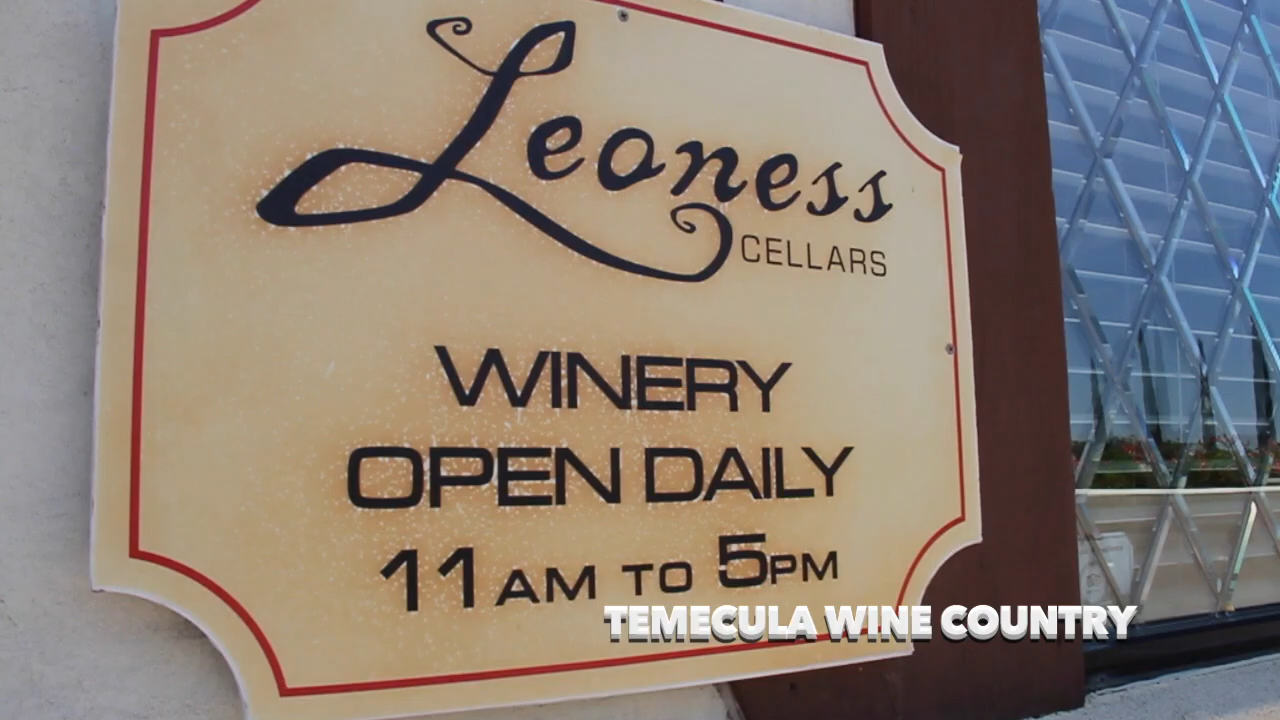 Leoness
CELLARS
WINERY
OPEN DAILY
11AM TO 5PM
TEMECULA WINE COUNTRY